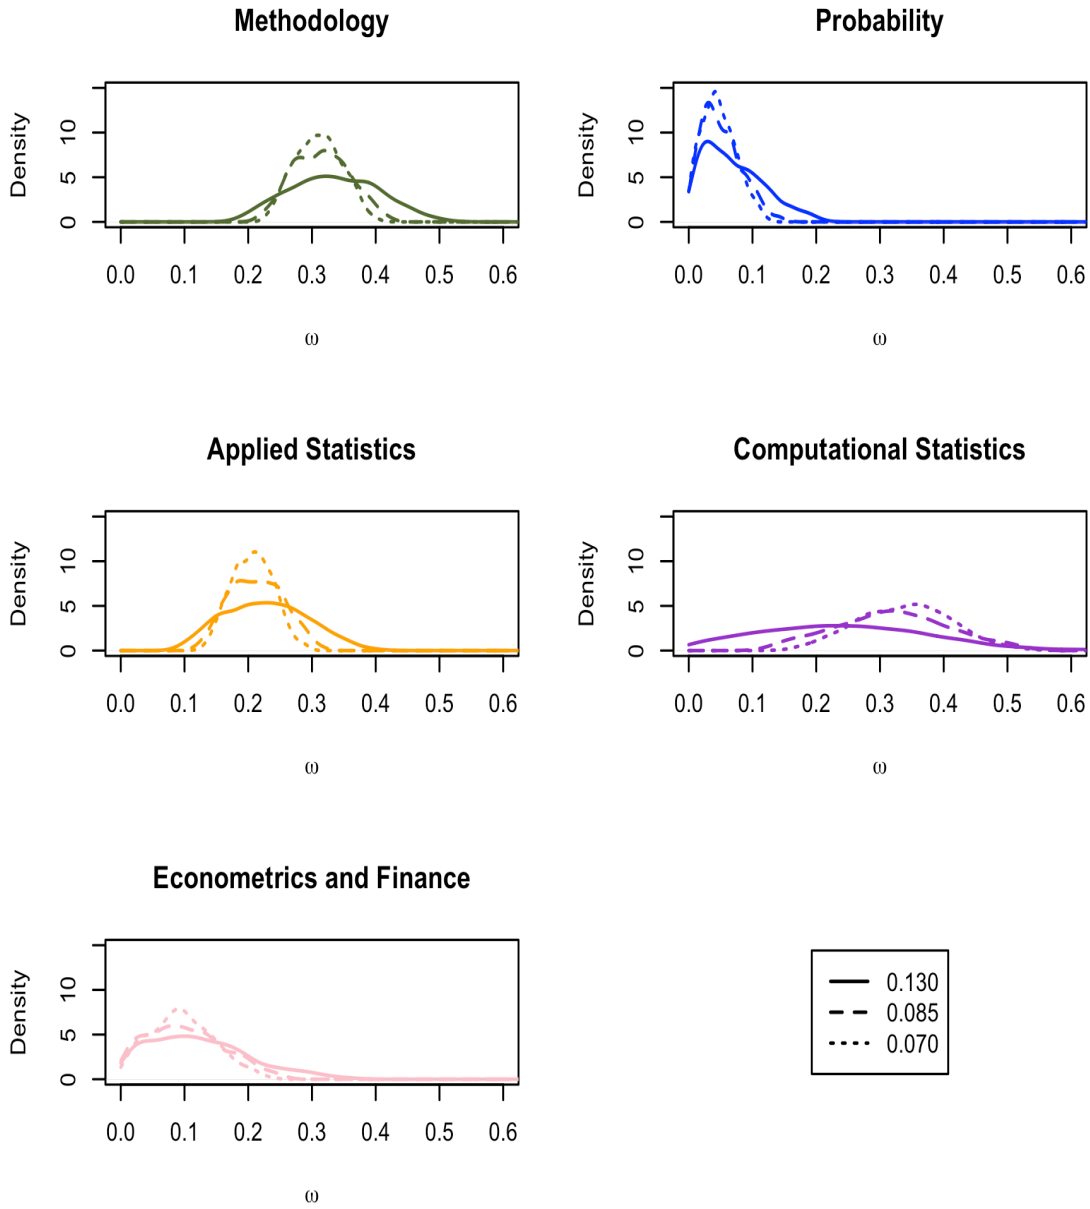 Methodology
Density
0 5 10
0.0 0.1 0.2 0.3 0.4 0.5 0.6
ω
Probability
Density
0 5 10
0.0 0.1 0.2 0.3 0.4 0.5 0.6
ω
Applied Statistics
Density
0 5 10
0.0 0.1 0.2 0.3 0.4 0.5 0.6
ω
Computational Statistics
Density
0 5 10
0.0 0.1 0.2 0.3 0.4 0.5 0.6
ω
Econometrics and Finance
Density
0 5 10
0.0 0.1 0.2 0.3 0.4 0.5 0.6
ω
0.130
0.085
0.070